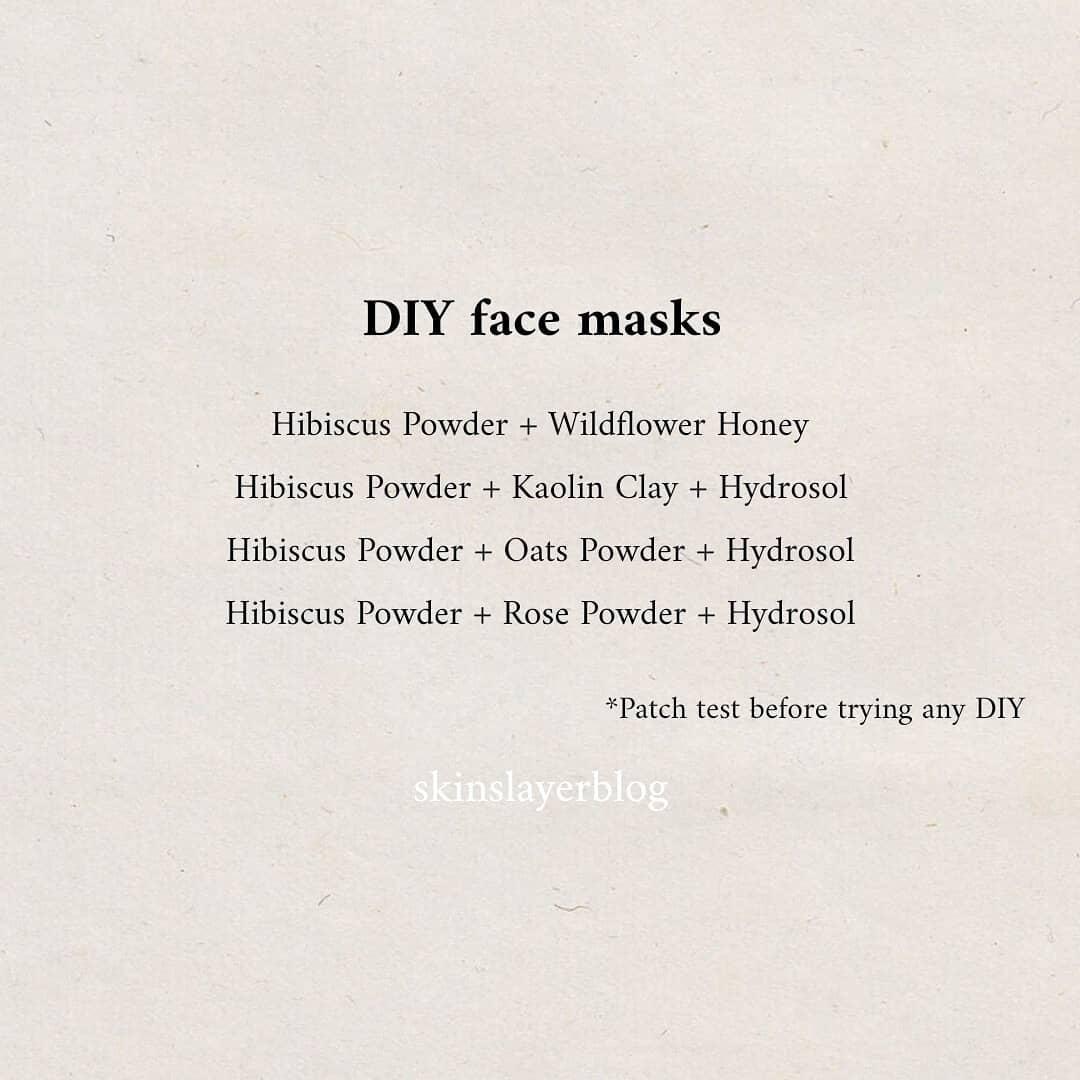 DIY face masks
Hibiscus Powder + Wildflower Honey
Hibiscus Powder + Kaolin Clay + Hydrosol
Hibiscus Powder + Oats Powder + Hydrosol
Hibiscus Powder + Rose Powder + Hydrosol
*Patch test before trying any DIY
skinslayerblog